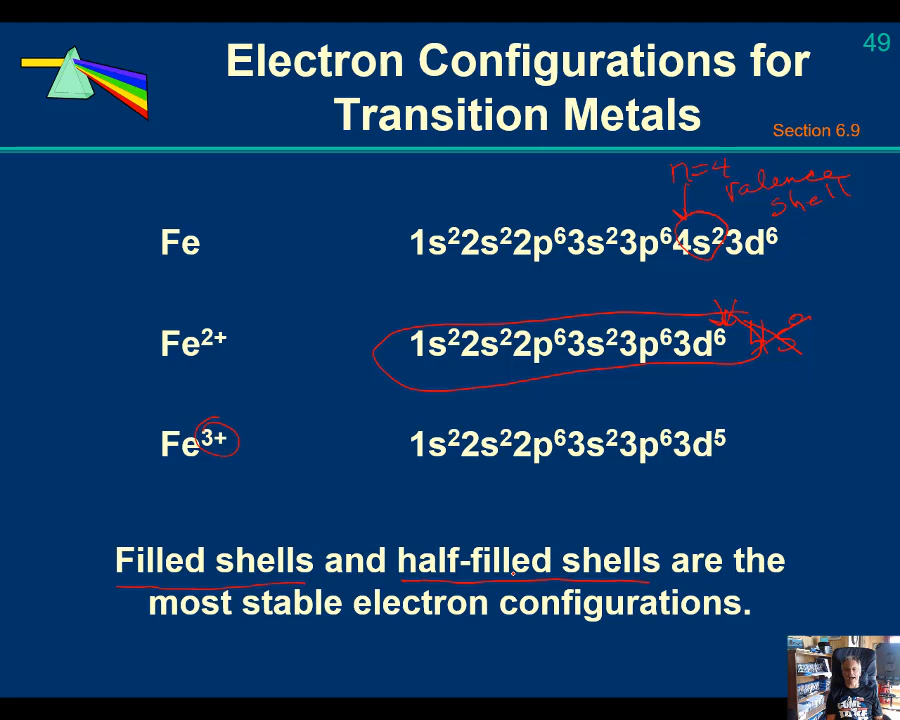 49
Electron Configurations for
Transition Metals
Section 6.9
n=4
valence
shell
Fe 1s²2s²2p⁶3s²3p⁶4s²3d⁶
Fe²⁺ 1s²2s²2p⁶3s²3p⁶3d⁶
Fe³⁺ 1s²2s²2p⁶3s²3p⁶3d⁵
Filled shells and half-filled shells are the
most stable electron configurations.